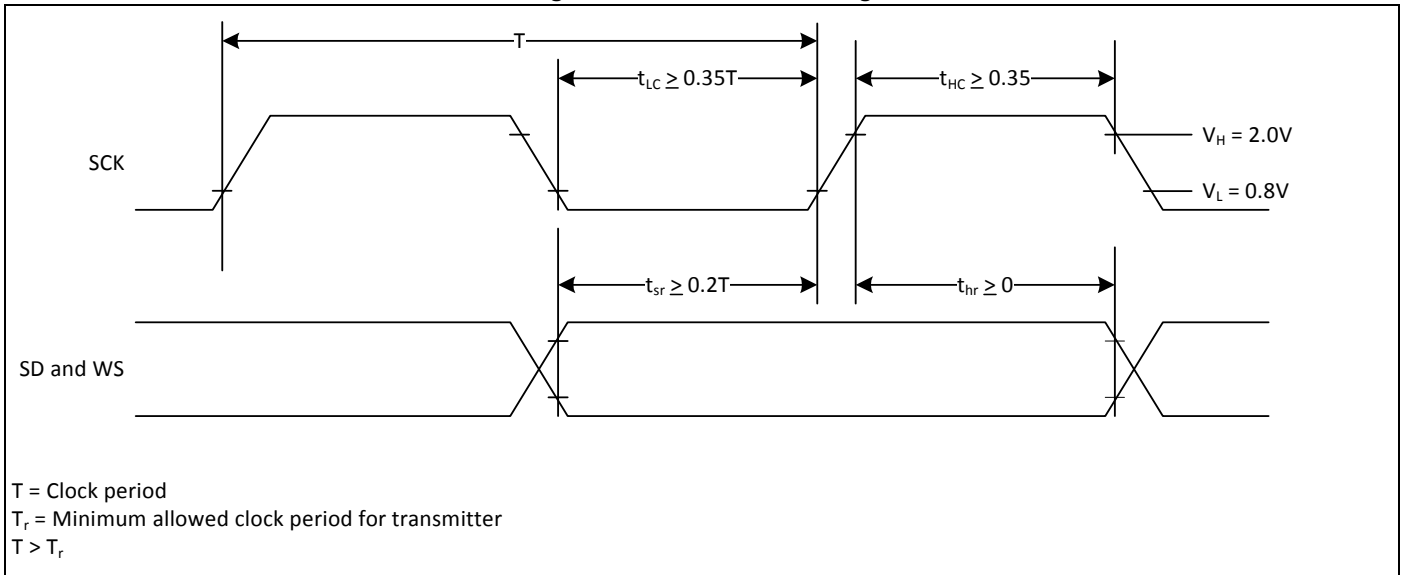 T
t_LC ≥ 0.35T
t_HC ≥ 0.35
SCK
V_H = 2.0V
V_L = 0.8V
t_sr ≥ 0.2T
t_hr ≥ 0
SD and WS
T = Clock period
T_r = Minimum allowed clock period for transmitter
T > T_r